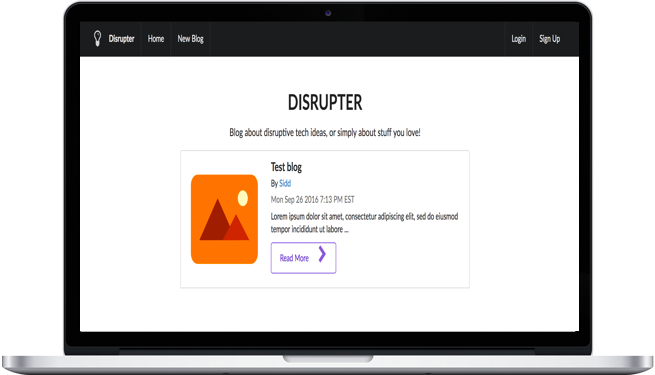 Disrupter Home New Blog Login Sign Up
DISRUPTER
Blog about disruptive tech ideas, or simply about stuff you love!
Test blog
By Sidd
Mon Sep 26 2016 7:13 PM EST
Lorem ipsum dolor sit amet, consectetur adipiscing elit, sed do eiusmod
tempor incididunt ut labore ...
Read More